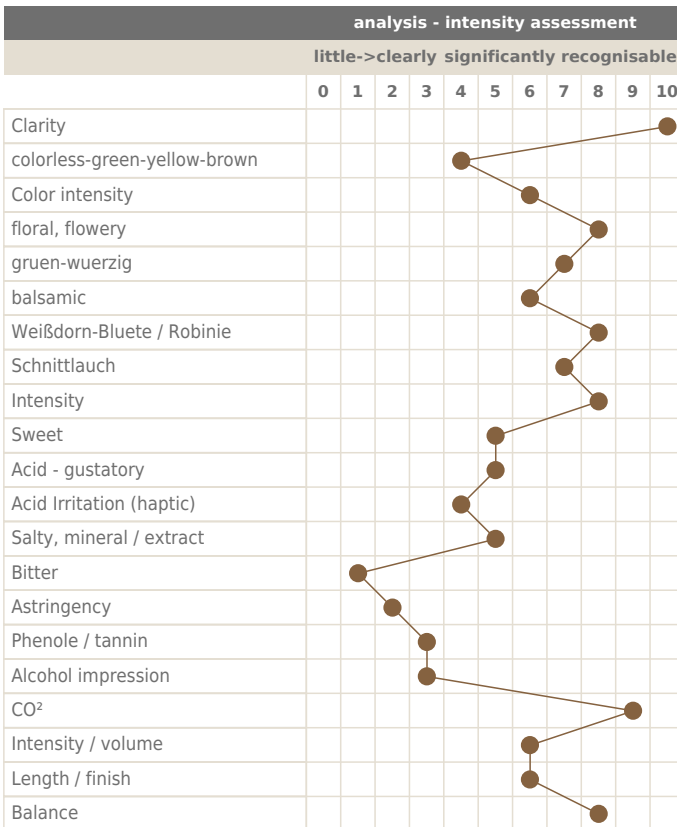 analysis - intensity assessment
little->clearly significantly recognisable
0 1 2 3 4 5 6 7 8 9 10
Clarity
colorless-green-yellow-brown
Color intensity
floral, flowery
gruen-wuerzig
balsamic
Weißdorn-Bluete / Robinie
Schnittlauch
Intensity
Sweet
Acid - gustatory
Acid Irritation (haptic)
Salty, mineral / extract
Bitter
Astringency
Phenole / tannin
Alcohol impression
CO²
Intensity / volume
Length / finish
Balance